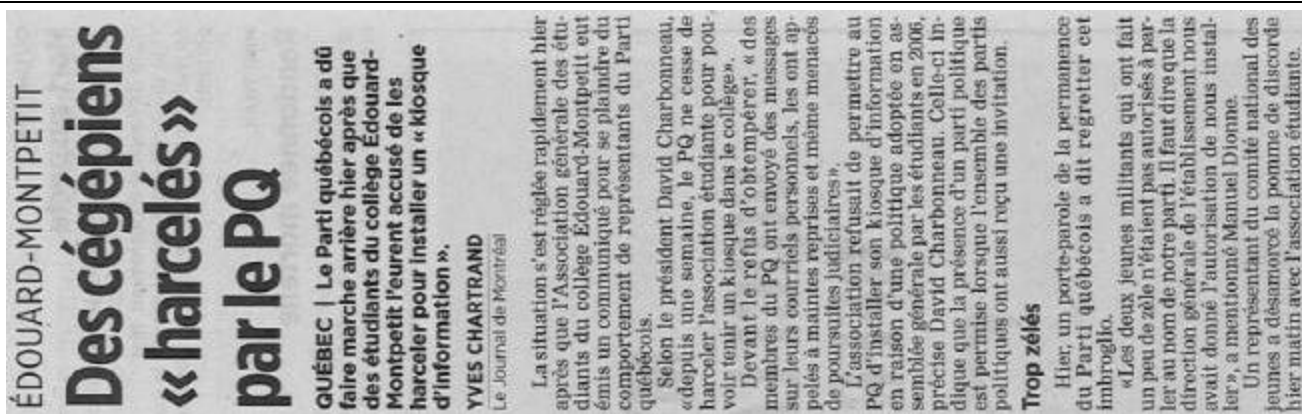 ÉDOUARD-MONTPETIT
Des cégépiens
« harcelés »
par le PQ
QUÉBEC | Le Parti québécois a dû
faire marche arrière hier après que
des étudiants du collège Édouard-
Montpetit l'eurent accusé de les
harceler pour installer un « kiosque
d'information ».
YVES CHARTRAND
Le Journal de Montréal
La situation s'est réglée rapidement hier
après que l'Association générale des étu-
diants du collège Édouard-Montpetit eut
émis un communiqué pour se plaindre du
comportement de représentants du Parti
québécois.
Selon le président David Charbonneau,
«depuis une semaine, le PQ ne cesse de
harceler l'association étudiante pour pou-
voir tenir un kiosque dans le collège».
Devant le refus d'obtempérer, « des
membres du PQ ont envoyé des messages
sur leurs courriels personnels, les ont ap-
pelés à maintes reprises et même menacés
de poursuites judiciaires».
L'association refusait de permettre au
PQ d'installer son kiosque d'information
en raison d'une politique adoptée en as-
semblée générale par les étudiants en 2006,
précise David Charbonneau. Celle-ci in-
dique que la présence d'un parti politique
est permise lorsque l'ensemble des partis
politiques ont aussi reçu une invitation.
Trop zélés
Hier, un porte-parole de la permanence
du Parti québécois a dit regretter cet
imbroglio.
«Les deux jeunes militants qui ont fait
un peu de zèle n'étaient pas autorisés à par-
ler au nom de notre parti. Il faut dire que la
direction générale de l'établissement nous
avait donné l'autorisation de nous instal-
ler», a mentionné Manuel Dionne.
Un représentant du comité national des
jeunes a désamorcé la pomme de discorde
hier matin avec l'association étudiante.